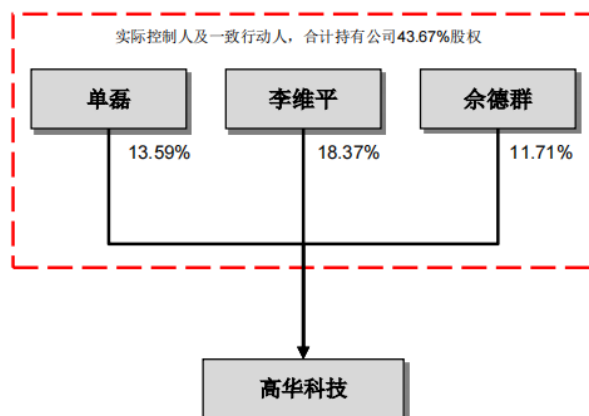 实际控制人及一致行动人，合计持有公司43.67%股权
单磊
李维平
佘德群
13.59%
18.37%
11.71%
高华科技